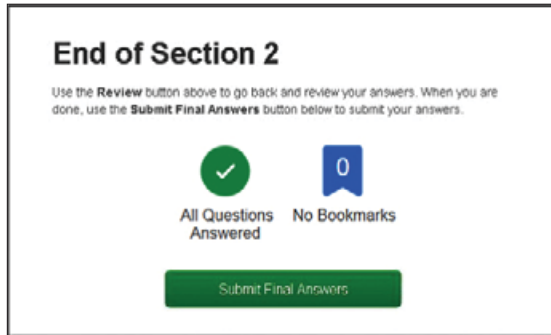 End of Section 2
Use the Review button above to go back and review your answers. When you are
done, use the Submit Final Answers button below to submit your answers.
0
All Questions
Answered
No Bookmarks
Submit Final Answers